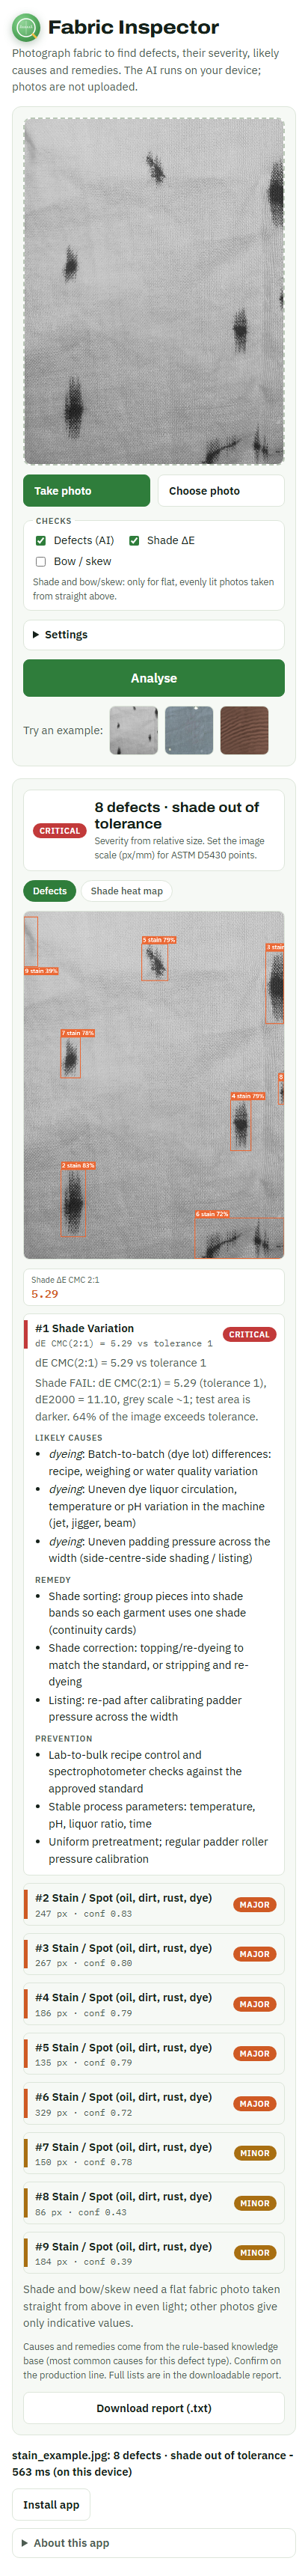 Fabric Inspector
Photograph fabric to find defects, their severity, likely
causes and remedies. The AI runs on your device;
photos are not uploaded.
Take photo
Choose photo
CHECKS
Defects (AI)
Shade ΔE
Bow / skew
Shade and bow/skew: only for flat, evenly lit photos taken
from straight above.
Settings
Analyse
Try an example:
CRITICAL
8 defects · shade out of
tolerance
Severity from relative size. Set the image
scale (px/mm) for ASTM D5430 points.
Defects
Shade heat map
5 stain 79%
3 stain
9 stain 39%
7 stain 78%
8
4 stain 79%
2 stain 83%
6 stain 72%
Shade ΔE CMC 2:1
5.29
#1 Shade Variation
dE CMC(2:1) = 5.29 vs tolerance 1
CRITICAL
dE CMC(2:1) = 5.29 vs tolerance 1
Shade FAIL: dE CMC(2:1) = 5.29 (tolerance 1),
dE2000 = 11.10, grey scale ~1; test area is
darker. 64% of the image exceeds tolerance.
LIKELY CAUSES
• dyeing: Batch-to-batch (dye lot) differences:
recipe, weighing or water quality variation
• dyeing: Uneven dye liquor circulation,
temperature or pH variation in the machine
(jet, jigger, beam)
• dyeing: Uneven padding pressure across the
width (side-centre-side shading / listing)
REMEDY
• Shade sorting: group pieces into shade
bands so each garment uses one shade
(continuity cards)
• Shade correction: topping/re-dyeing to
match the standard, or stripping and re-
dyeing
• Listing: re-pad after calibrating padder
pressure across the width
PREVENTION
• Lab-to-bulk recipe control and
spectrophotometer checks against the
approved standard
• Stable process parameters: temperature,
pH, liquor ratio, time
• Uniform pretreatment; regular padder roller
pressure calibration
#2 Stain / Spot (oil, dirt, rust, dye)
247 px · conf 0.83
MAJOR
#3 Stain / Spot (oil, dirt, rust, dye)
267 px · conf 0.80
MAJOR
#4 Stain / Spot (oil, dirt, rust, dye)
186 px · conf 0.79
MAJOR
#5 Stain / Spot (oil, dirt, rust, dye)
135 px · conf 0.79
MAJOR
#6 Stain / Spot (oil, dirt, rust, dye)
329 px · conf 0.72
MAJOR
#7 Stain / Spot (oil, dirt, rust, dye)
150 px · conf 0.78
MINOR
#8 Stain / Spot (oil, dirt, rust, dye)
86 px · conf 0.43
MINOR
#9 Stain / Spot (oil, dirt, rust, dye)
184 px · conf 0.39
MINOR
Shade and bow/skew need a flat fabric photo taken
straight from above in even light; other photos give
only indicative values.
Causes and remedies come from the rule-based knowledge
base (most common causes for this defect type). Confirm on
the production line. Full lists are in the downloadable report.
Download report (.txt)
stain_example.jpg: 8 defects · shade out of tolerance -
563 ms (on this device)
Install app
About this app